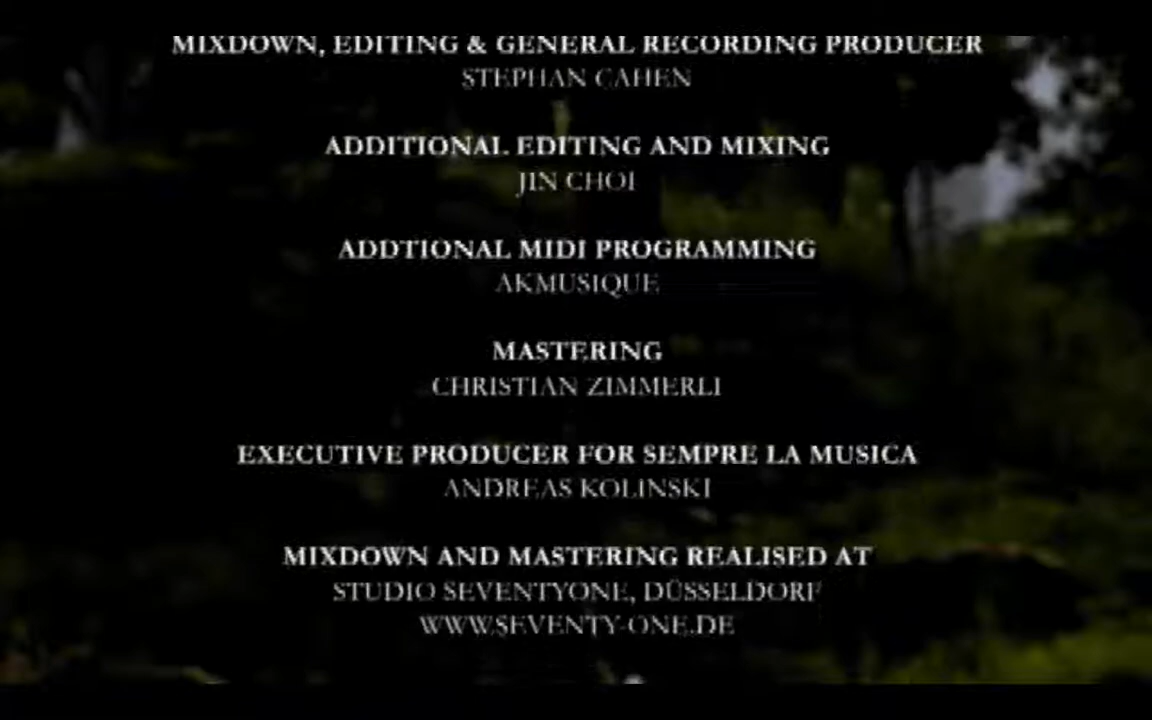 MIXDOWN, EDITING & GENERAL RECORDING PRODUCER
STEPHAN CAHEN
ADDITIONAL EDITING AND MIXING
JIN CHOI
ADDTIONAL MIDI PROGRAMMING
AKMUSIQUE
MASTERING
CHRISTIAN ZIMMERLI
EXECUTIVE PRODUCER FOR SEMPRE LA MUSICA
ANDREAS KOLINSKI
MIXDOWN AND MASTERING REALISED AT
STUDIO SEVENTYONE, DÜSSELDORF
WWW.SEVENTY-ONE.DE